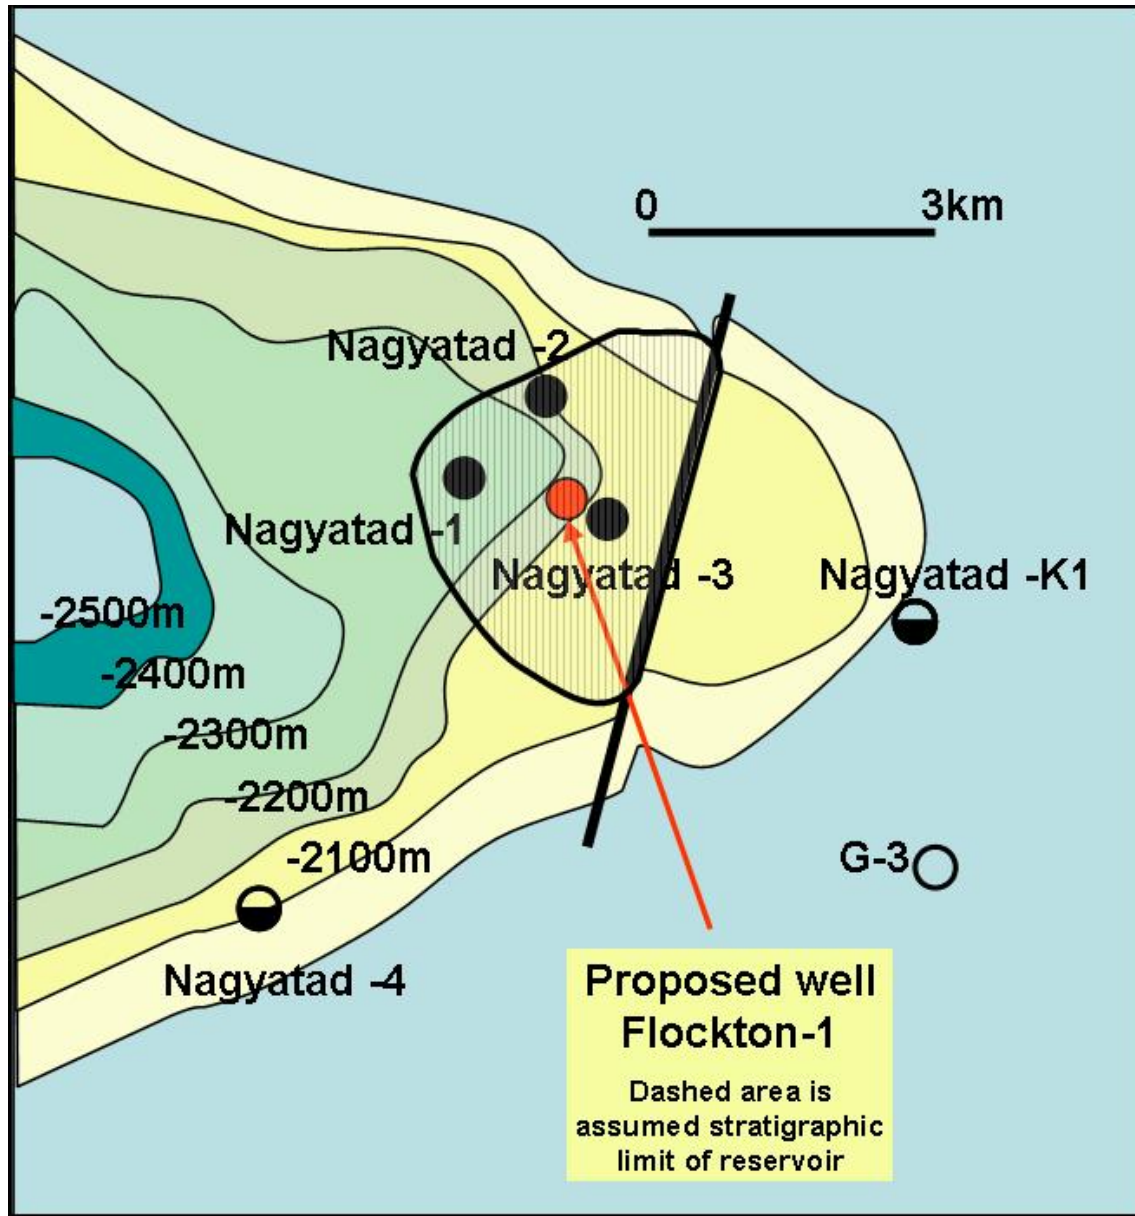 0 3km
Nagyatad -2
Nagyatad -1
Nagyatad -3
Nagyatad -K1
-2500m
-2400m
-2300m
-2200m
-2100m
G-3
Nagyatad -4
Proposed well
Flockton-1
Dashed area is
assumed stratigraphic
limit of reservoir